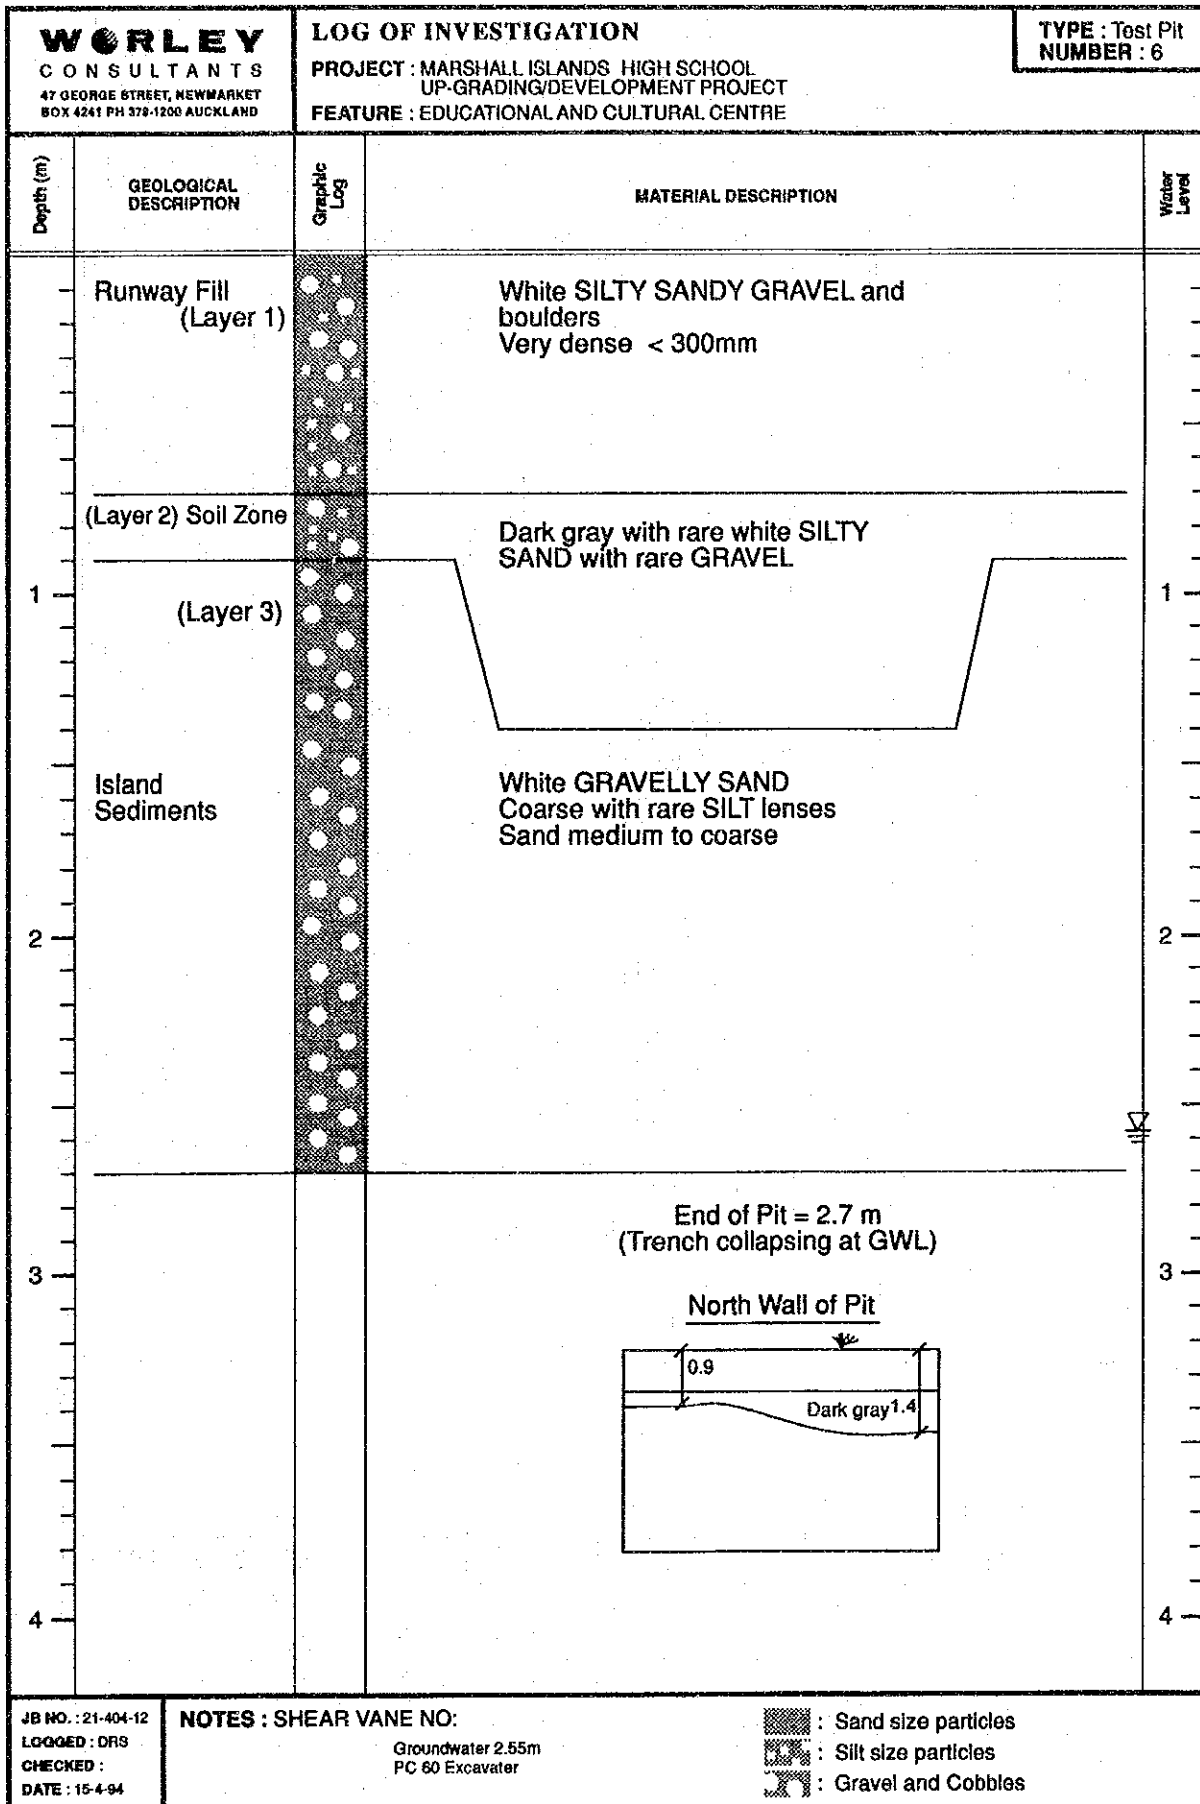 WORLEY
CONSULTANTS
47 GEORGE STREET, NEWMARKET
BOX 4241 PH 379-1200 AUCKLAND
LOG OF INVESTIGATION
PROJECT : MARSHALL ISLANDS HIGH SCHOOL
UP-GRADING/DEVELOPMENT PROJECT
FEATURE : EDUCATIONAL AND CULTURAL CENTRE
TYPE : Test Pit
NUMBER : 6
Depth (m)
GEOLOGICAL
DESCRIPTION
Graphic
Log
MATERIAL DESCRIPTION
Water
Level
Runway Fill
(Layer 1)
White SILTY SANDY GRAVEL and
boulders
Very dense < 300mm
(Layer 2) Soil Zone
Dark gray with rare white SILTY
SAND with rare GRAVEL
1
(Layer 3)
1
Island
Sediments
White GRAVELLY SAND
Coarse with rare SILT lenses
Sand medium to coarse
2
2
End of Pit = 2.7 m
(Trench collapsing at GWL)
3
3
North Wall of Pit
0.9
Dark gray 1.4
4
4
JB NO. : 21-404-12
LOGGED : DRS
CHECKED :
DATE : 15-4-94
NOTES : SHEAR VANE NO:
Groundwater 2.55m
PC 60 Excavater
: Sand size particles
: Silt size particles
: Gravel and Cobbles